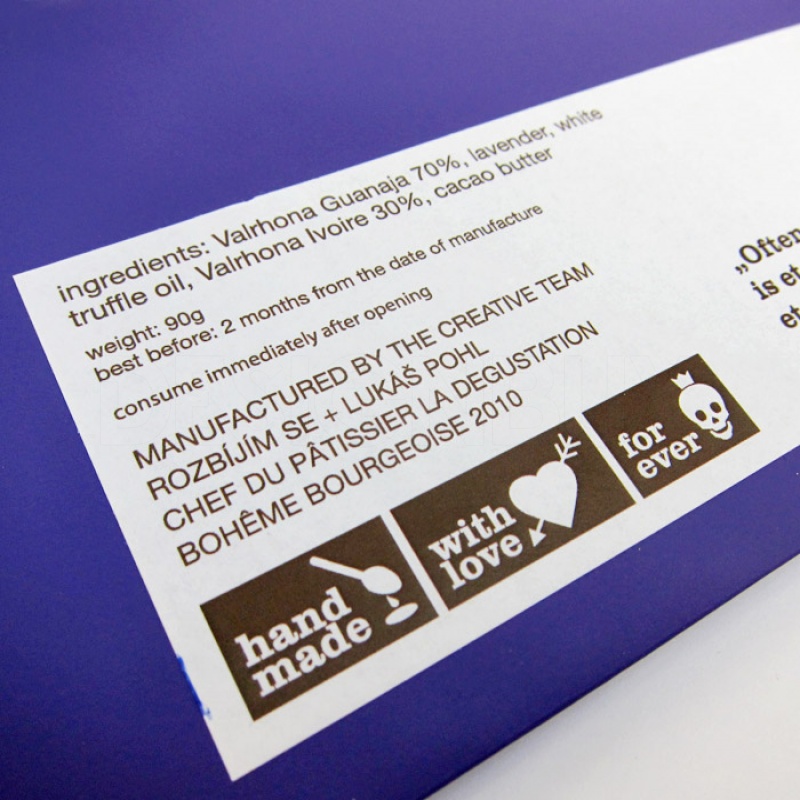 ingredients: Valrhona Guanaja 70%, lavender, white
truffle oil, Valrhona Ivoire 30%, cacao butter
weight: 90g
best before: 2 months from the date of manufacture
consume immediately after opening
MANUFACTURED BY THE CREATIVE TEAM
ROZBÍJÍM SE + LUKÁŠ POHL
CHEF DU PÂTISSIER LA DEGUSTATION
BOHÊME BOURGEOISE 2010
hand
made
with
love
for
ever
„Often
is